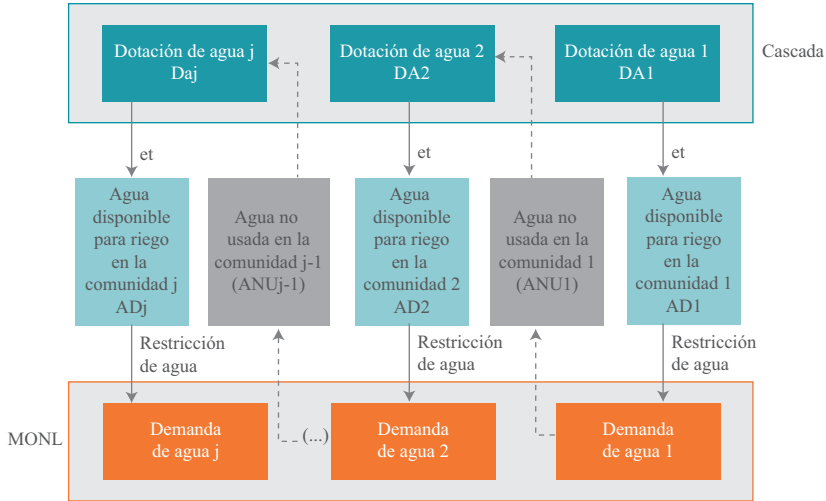 Dotación de agua j
Daj
Dotación de agua 2
DA2
Dotación de agua 1
DA1
Cascada
et
et
et
Agua
disponible
para riego
en la
comunidad j
ADj
Agua no
usada en la
comunidad j-1
(ANUj-1)
Agua
disponible
para riego
en la
comunidad 2
AD2
Agua no
usada en la
comunidad 1
(ANU1)
Agua
disponible
para riego
en la
comunidad 1
AD1
Restricción
de agua
Restricción
de agua
Restricción
de agua
MONL
Demanda
de agua j
(...)
Demanda
de agua 2
Demanda
de agua 1